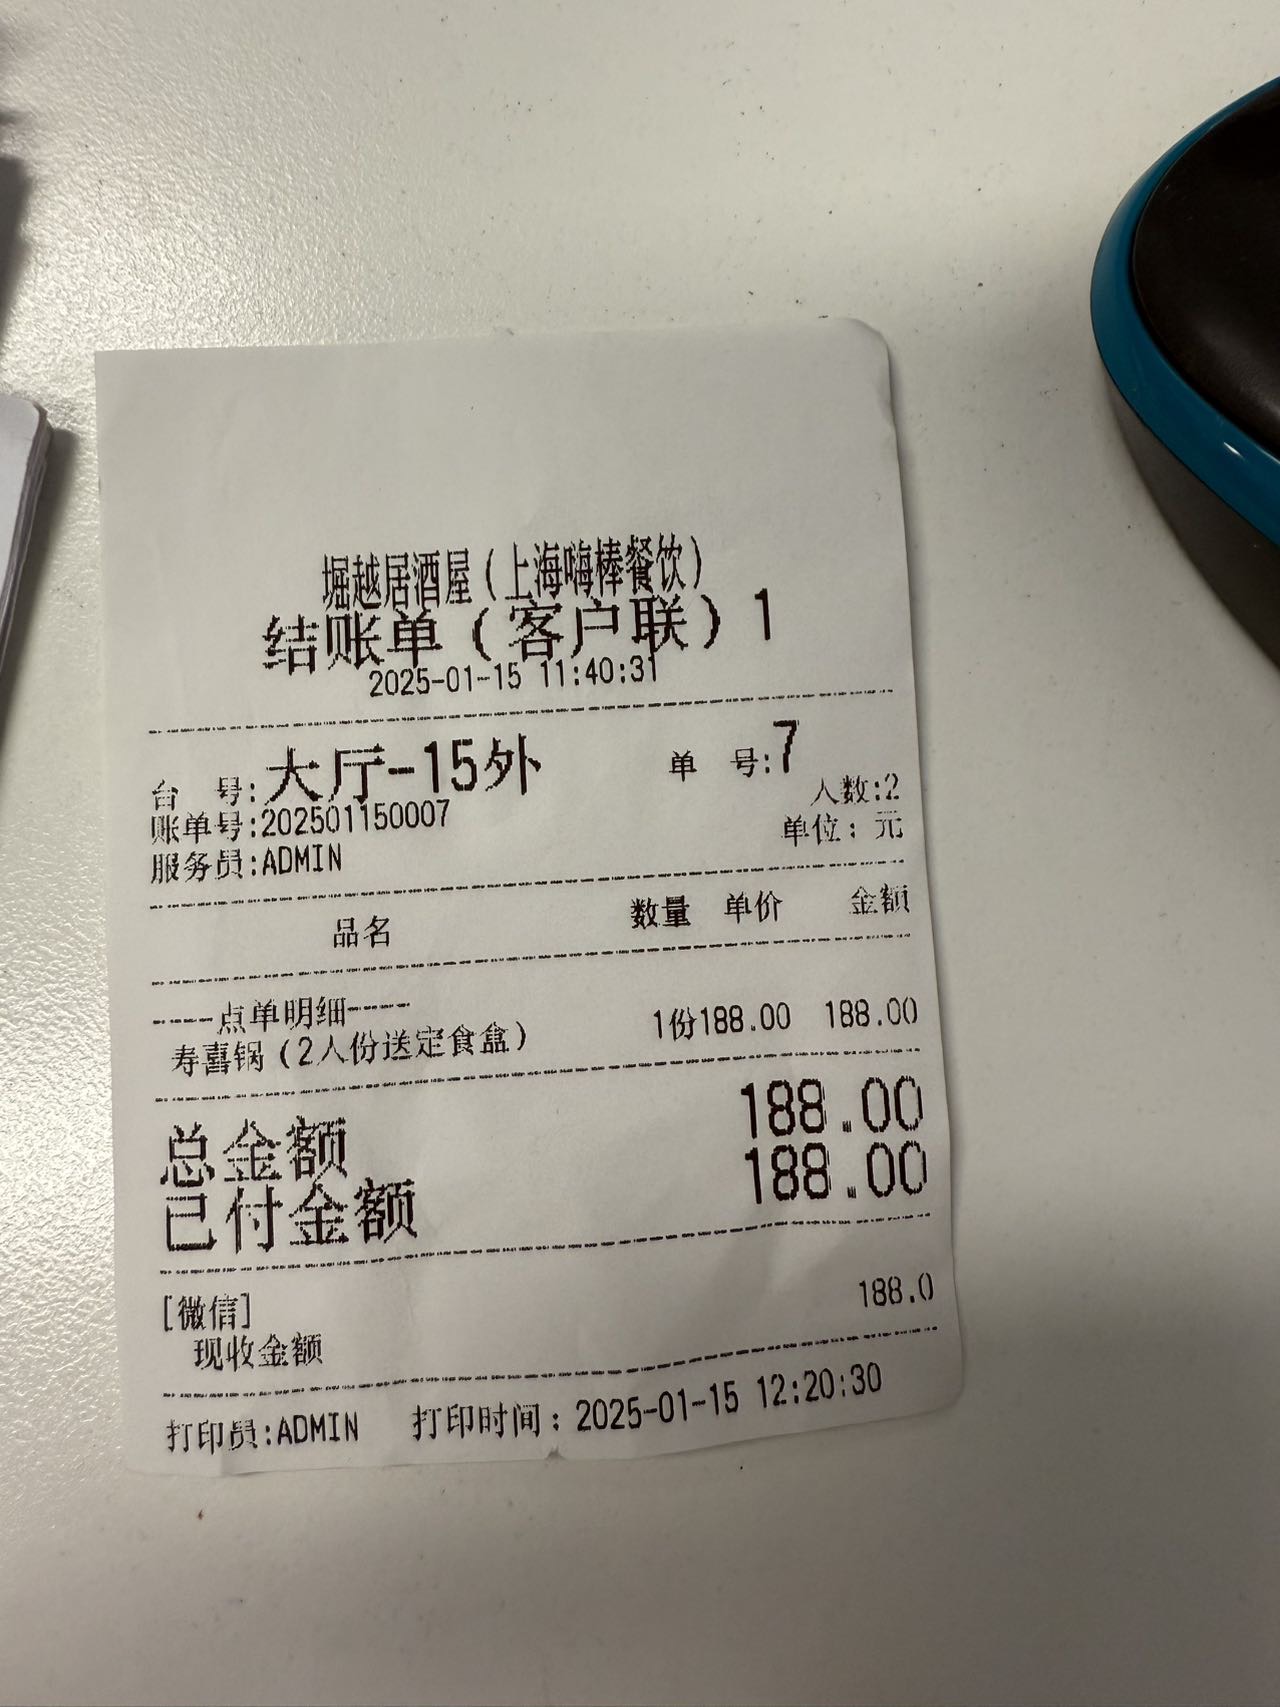 堀越居酒屋(上海嗨棒餐饮)
结账单(客户联)1
2025-01-15 11:40:31
台 号:大厅-15外 单 号:7
账单号:202501150007 人数:2
服务员:ADMIN 单位: 元
品名 数量 单价 金额
----点单明细----
寿喜锅(2人份送定食盒) 1份188.00 188.00
总金额 188.00
已付金额 188.00
[微信] 188.0
现收金额
打印员:ADMIN 打印时间: 2025-01-15 12:20:30